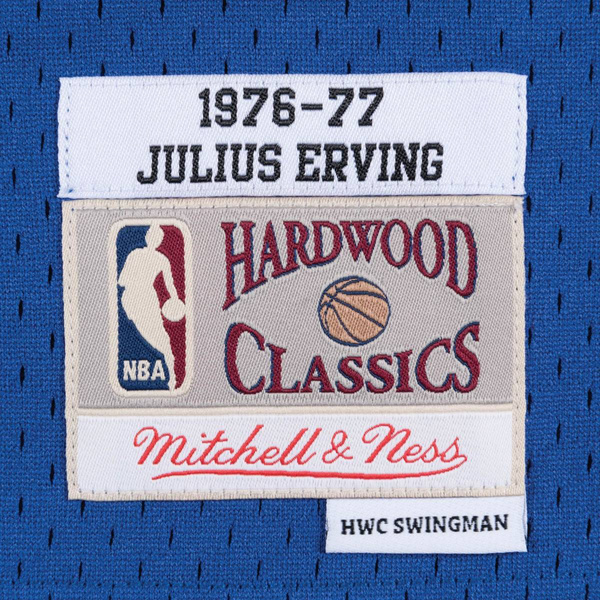 1976-77
JULIUS ERVING
HARDWOOD
CLASSICS
NBA
Mitchell & Ness
HWC SWINGMAN